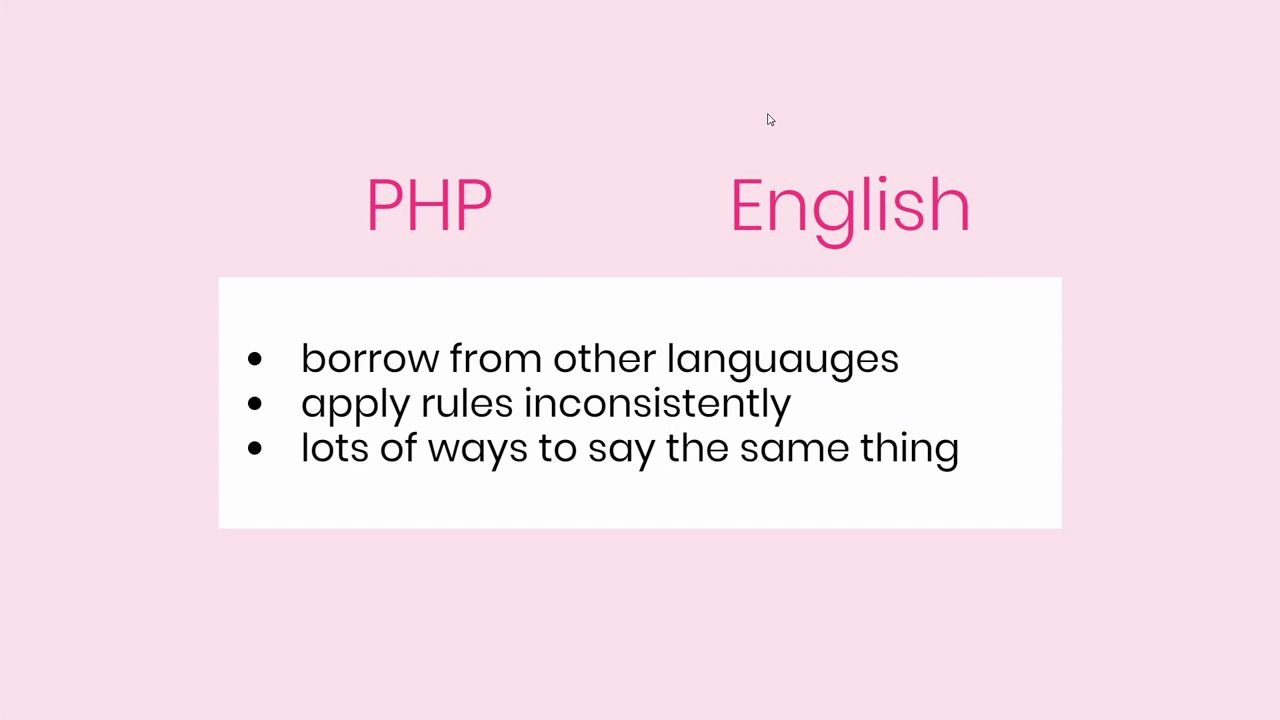 PHP English
• borrow from other languauges
• apply rules inconsistently
• lots of ways to say the same thing